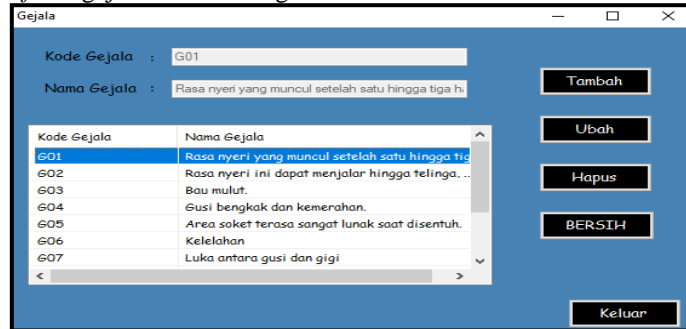 Gejala
Kode Gejala : G01
Nama Gejala : Rasa nyeri yang muncul setelah satu hingga tiga h
Tambah
Ubah
Hapus
BERSIH
Keluar
Kode Gejala Nama Gejala
G01 Rasa nyeri yang muncul setelah satu hingga tig
G02 Rasa nyeri ini dapat menjalar hingga telinga, ...
G03 Bau mulut.
G04 Gusi bengkak dan kemerahan.
G05 Area soket terasa sangat lunak saat disentuh.
G06 Kelelahan
G07 Luka antara gusi dan gigi